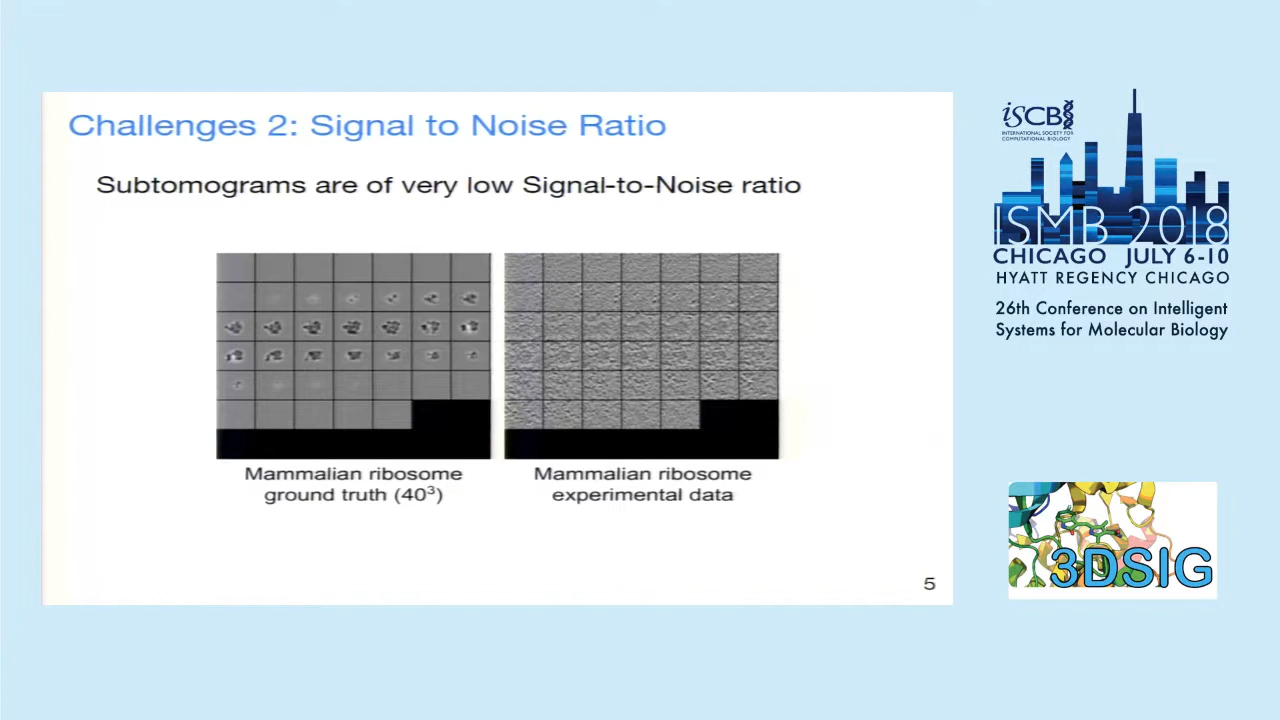 Challenges 2: Signal to Noise Ratio
Subtomograms are of very low Signal-to-Noise ratio
Mammalian ribosome
ground truth (40³)
Mammalian ribosome
experimental data
5
iSCB
INTERNATIONAL SOCIETY FOR
COMPUTATIONAL BIOLOGY
ISMB 2018
CHICAGO JULY 6-10
HYATT REGENCY CHICAGO
26th Conference on Intelligent
Systems for Molecular Biology
3DSIG